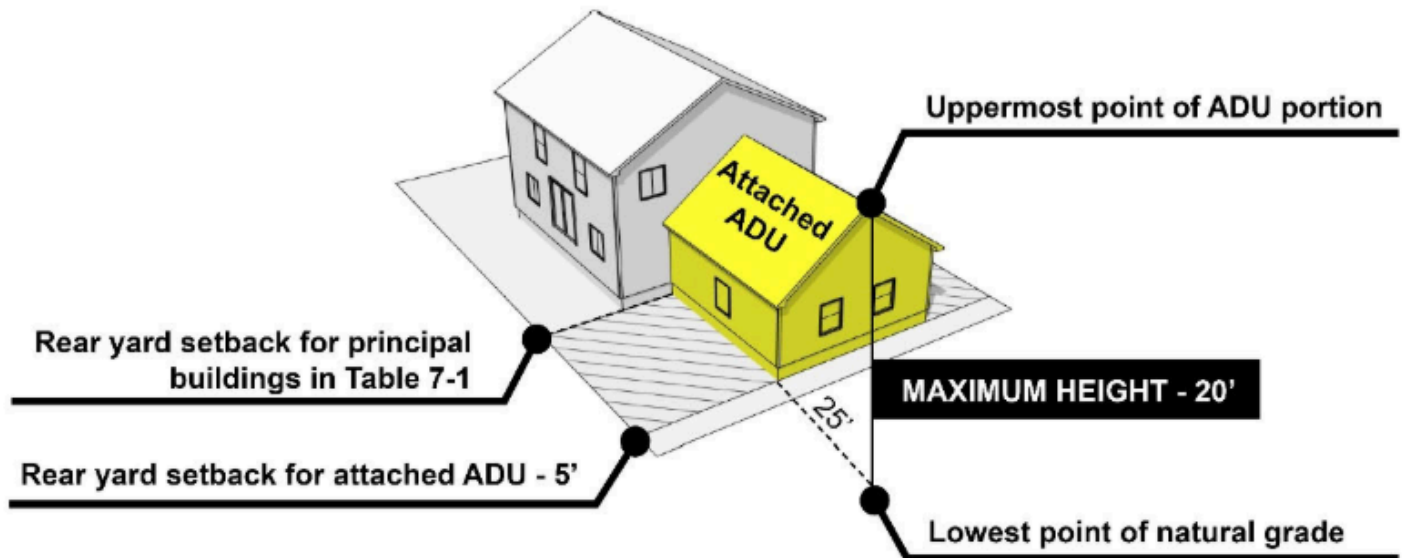 Uppermost point of ADU portion
Attached
ADU
Rear yard setback for principal
buildings in Table 7-1
MAXIMUM HEIGHT - 20’
25’
Rear yard setback for attached ADU - 5’
Lowest point of natural grade